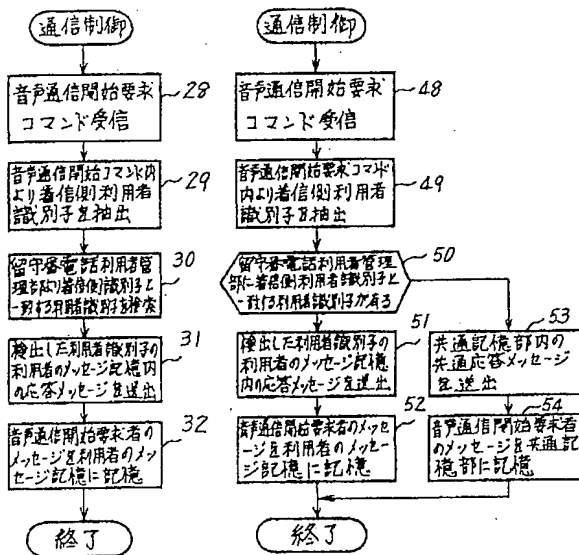 通信制御
音声通信開始要求
コマンド受信
28
音声通信開始コマンド内
より着信側利用者
識別子を抽出
29
留守番電話利用者管
理部より着信側識別子と
一致する利用者識別子を検索
30
検出した利用者識別子の
利用者のメッセージ記憶内
の応答メッセージを送出
31
音声通信開始要求者の
メッセージを利用者のメッ
セージ記憶に記憶
32
終了
通信制御
音声通信開始要求
コマンド受信
48
音声通信開始要求コマンド
内より着信側利用者
識別子を抽出
49
留守番電話利用者管理
部に着信側利用者識別子と
一致する利用者識別子がある
50
検出した利用者識別子の
利用者のメッセージ記憶
内の応答メッセージを送出
51
音声通信開始要求者のメッセ
ージを利用者のメッセ
ージ記憶に記憶
52
共通記憶部内の
共通応答メッセージ
を送出
53
音声通信開始要求者
のメッセージを共通記
憶部に記憶
54
終了